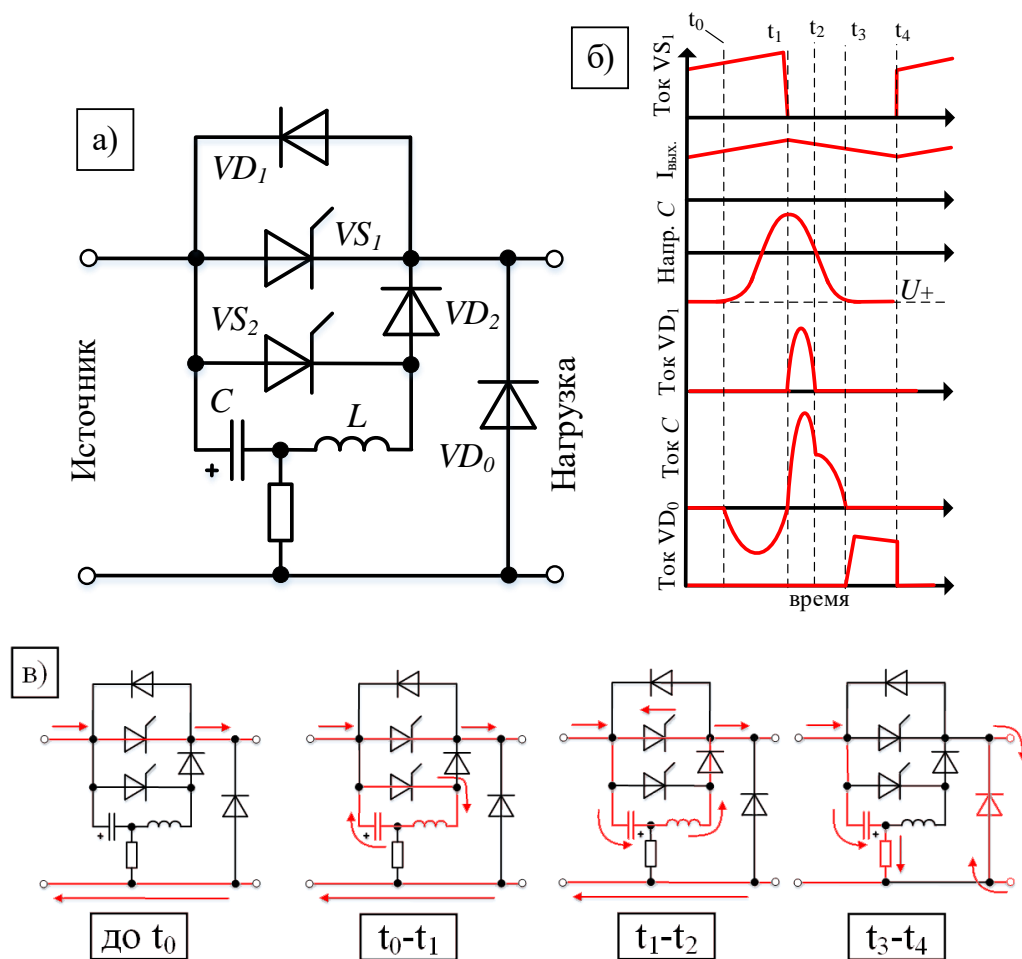 а)
VD1
VS1
VS2
VD2
C
L
+
VD0
Источник
Нагрузка
б)
t0
t1
t2
t3
t4
Ток VS1
Iвых.
Напр. C
U+
Ток VD1
Ток C
Ток VD0
время
в)
+
+
+
+
до t0
t0-t1
t1-t2
t3-t4